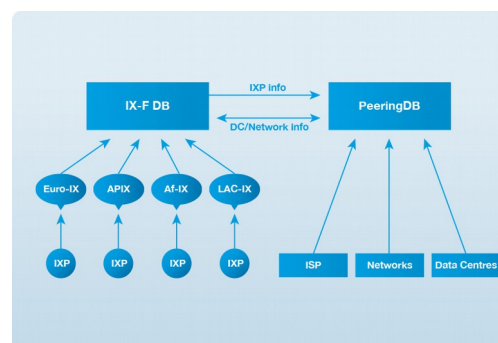 IXP info
IX-F DB
PeeringDB
DC/Network info
Euro-IX
APIX
Af-IX
LAC-IX
IXP
IXP
IXP
IXP
ISP
Networks
Data Centres